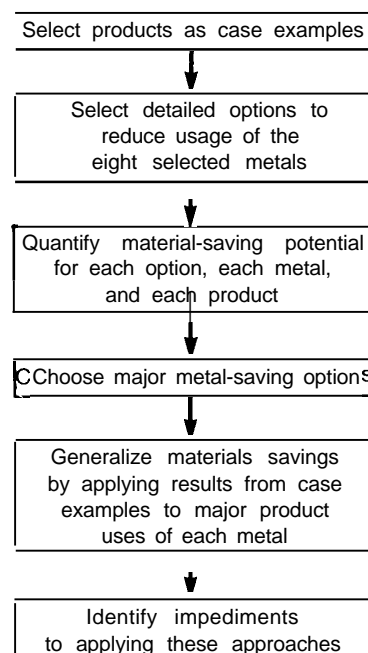 Select products as case examples
Select detailed options to
reduce usage of the
eight selected metals
Quantify material-saving potential
for each option, each metal,
and each product
CChoose major metal-saving options
Generalize materials savings
by applying results from case
examples to major product
uses of each metal
Identify impediments
to applying these approaches